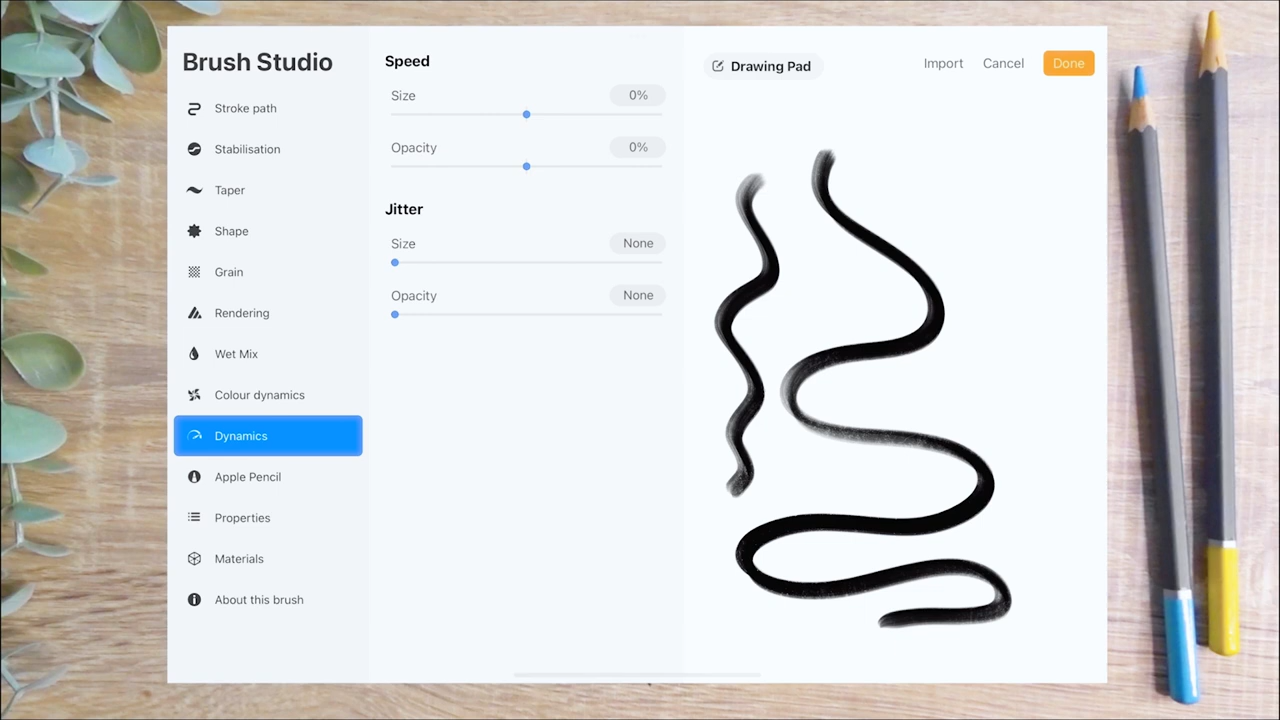 Brush Studio
Stroke path
Stabilisation
Taper
Shape
Grain
Rendering
Wet Mix
Colour dynamics
Dynamics
Apple Pencil
Properties
Materials
About this brush
Speed
Size 0%
Opacity 0%
Jitter
Size None
Opacity None
Drawing Pad
Import Cancel Done